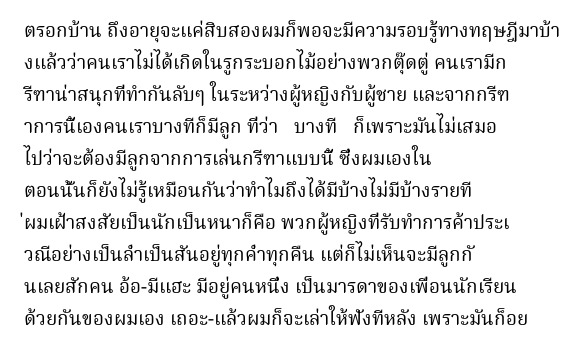 ตรอกบ้าน ถึงอายุจะแค่สิบสองผมก็พอจะมีความรอบรู้ทางทฤษฎีมาบ้า
งแล้วว่าคนเราไม่ได้เกิดในรูกระบอกไม้อย่างพวกตุ๊ดตู่ คนเรามีก
รีฑาน่าสนุกที่ทำกันลับๆ ในระหว่างผู้หญิงกับผู้ชาย และจากกรีฑ
าการนี้เองคนเราบางทีก็มีลูก ที่ว่า บางที ก็เพราะมันไม่เสมอ
ไปว่าจะต้องมีลูกจากการเล่นกรีฑาแบบนี้ ซึ่งผมเองใน
ตอนนั้นก็ยังไม่รู้เหมือนกันว่าทำไมถึงได้มีบ้างไม่มีบ้างรายที
่ผมเฝ้าสงสัยเป็นนักเป็นหนาก็คือ พวกผู้หญิงที่รับทำการค้าประเ
วณีอย่างเป็นล่ำเป็นสันอยู่ทุกค่ำทุกคืน แต่ก็ไม่เห็นจะมีลูกกั
นเลยสักคน อ้อ-มีแฮะ มีอยู่คนหนึ่ง เป็นมารดาของเพื่อนนักเรียน
ด้วยกันของผมเอง เถอะ-แล้วผมก็จะเล่าให้ฟังทีหลัง เพราะมันก็อย